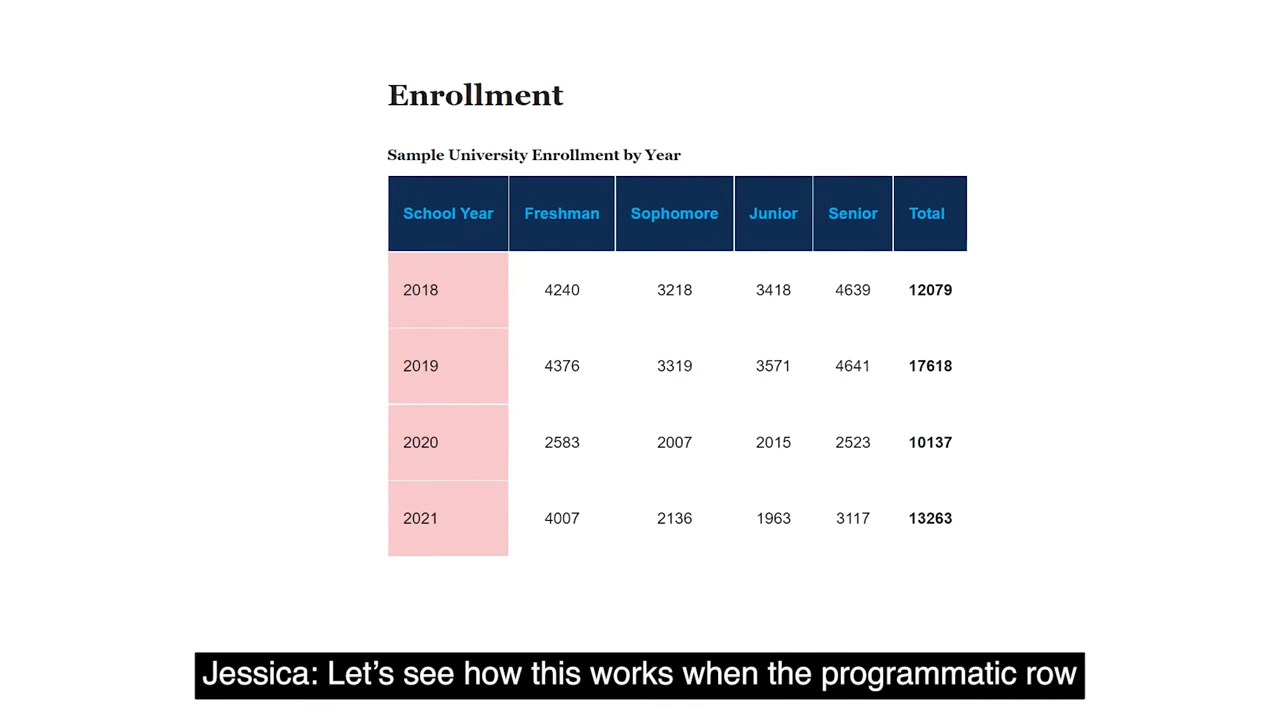 Enrollment
Sample University Enrollment by Year
School Year Freshman Sophomore Junior Senior Total
2018 4240 3218 3418 4639 12079
2019 4376 3319 3571 4641 17618
2020 2583 2007 2015 2523 10137
2021 4007 2136 1963 3117 13263
Jessica: Let's see how this works when the programmatic row